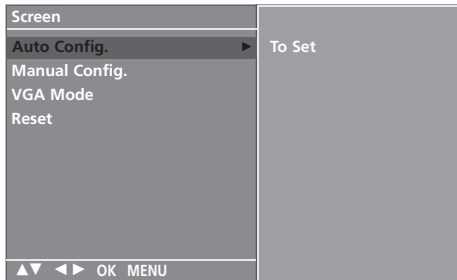 Screen
Auto Config. ►
To Set
Manual Config.
VGA Mode
Reset
▲▼ ◄► OK MENU